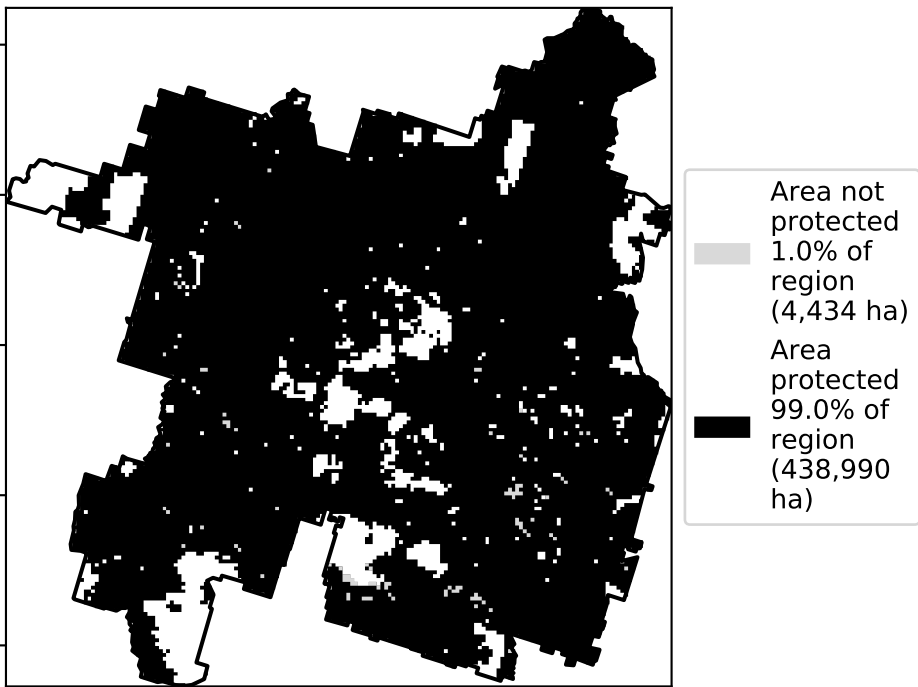 Area not
protected
1.0% of
region
(4,434 ha)
Area
protected
99.0% of
region
(438,990
ha)